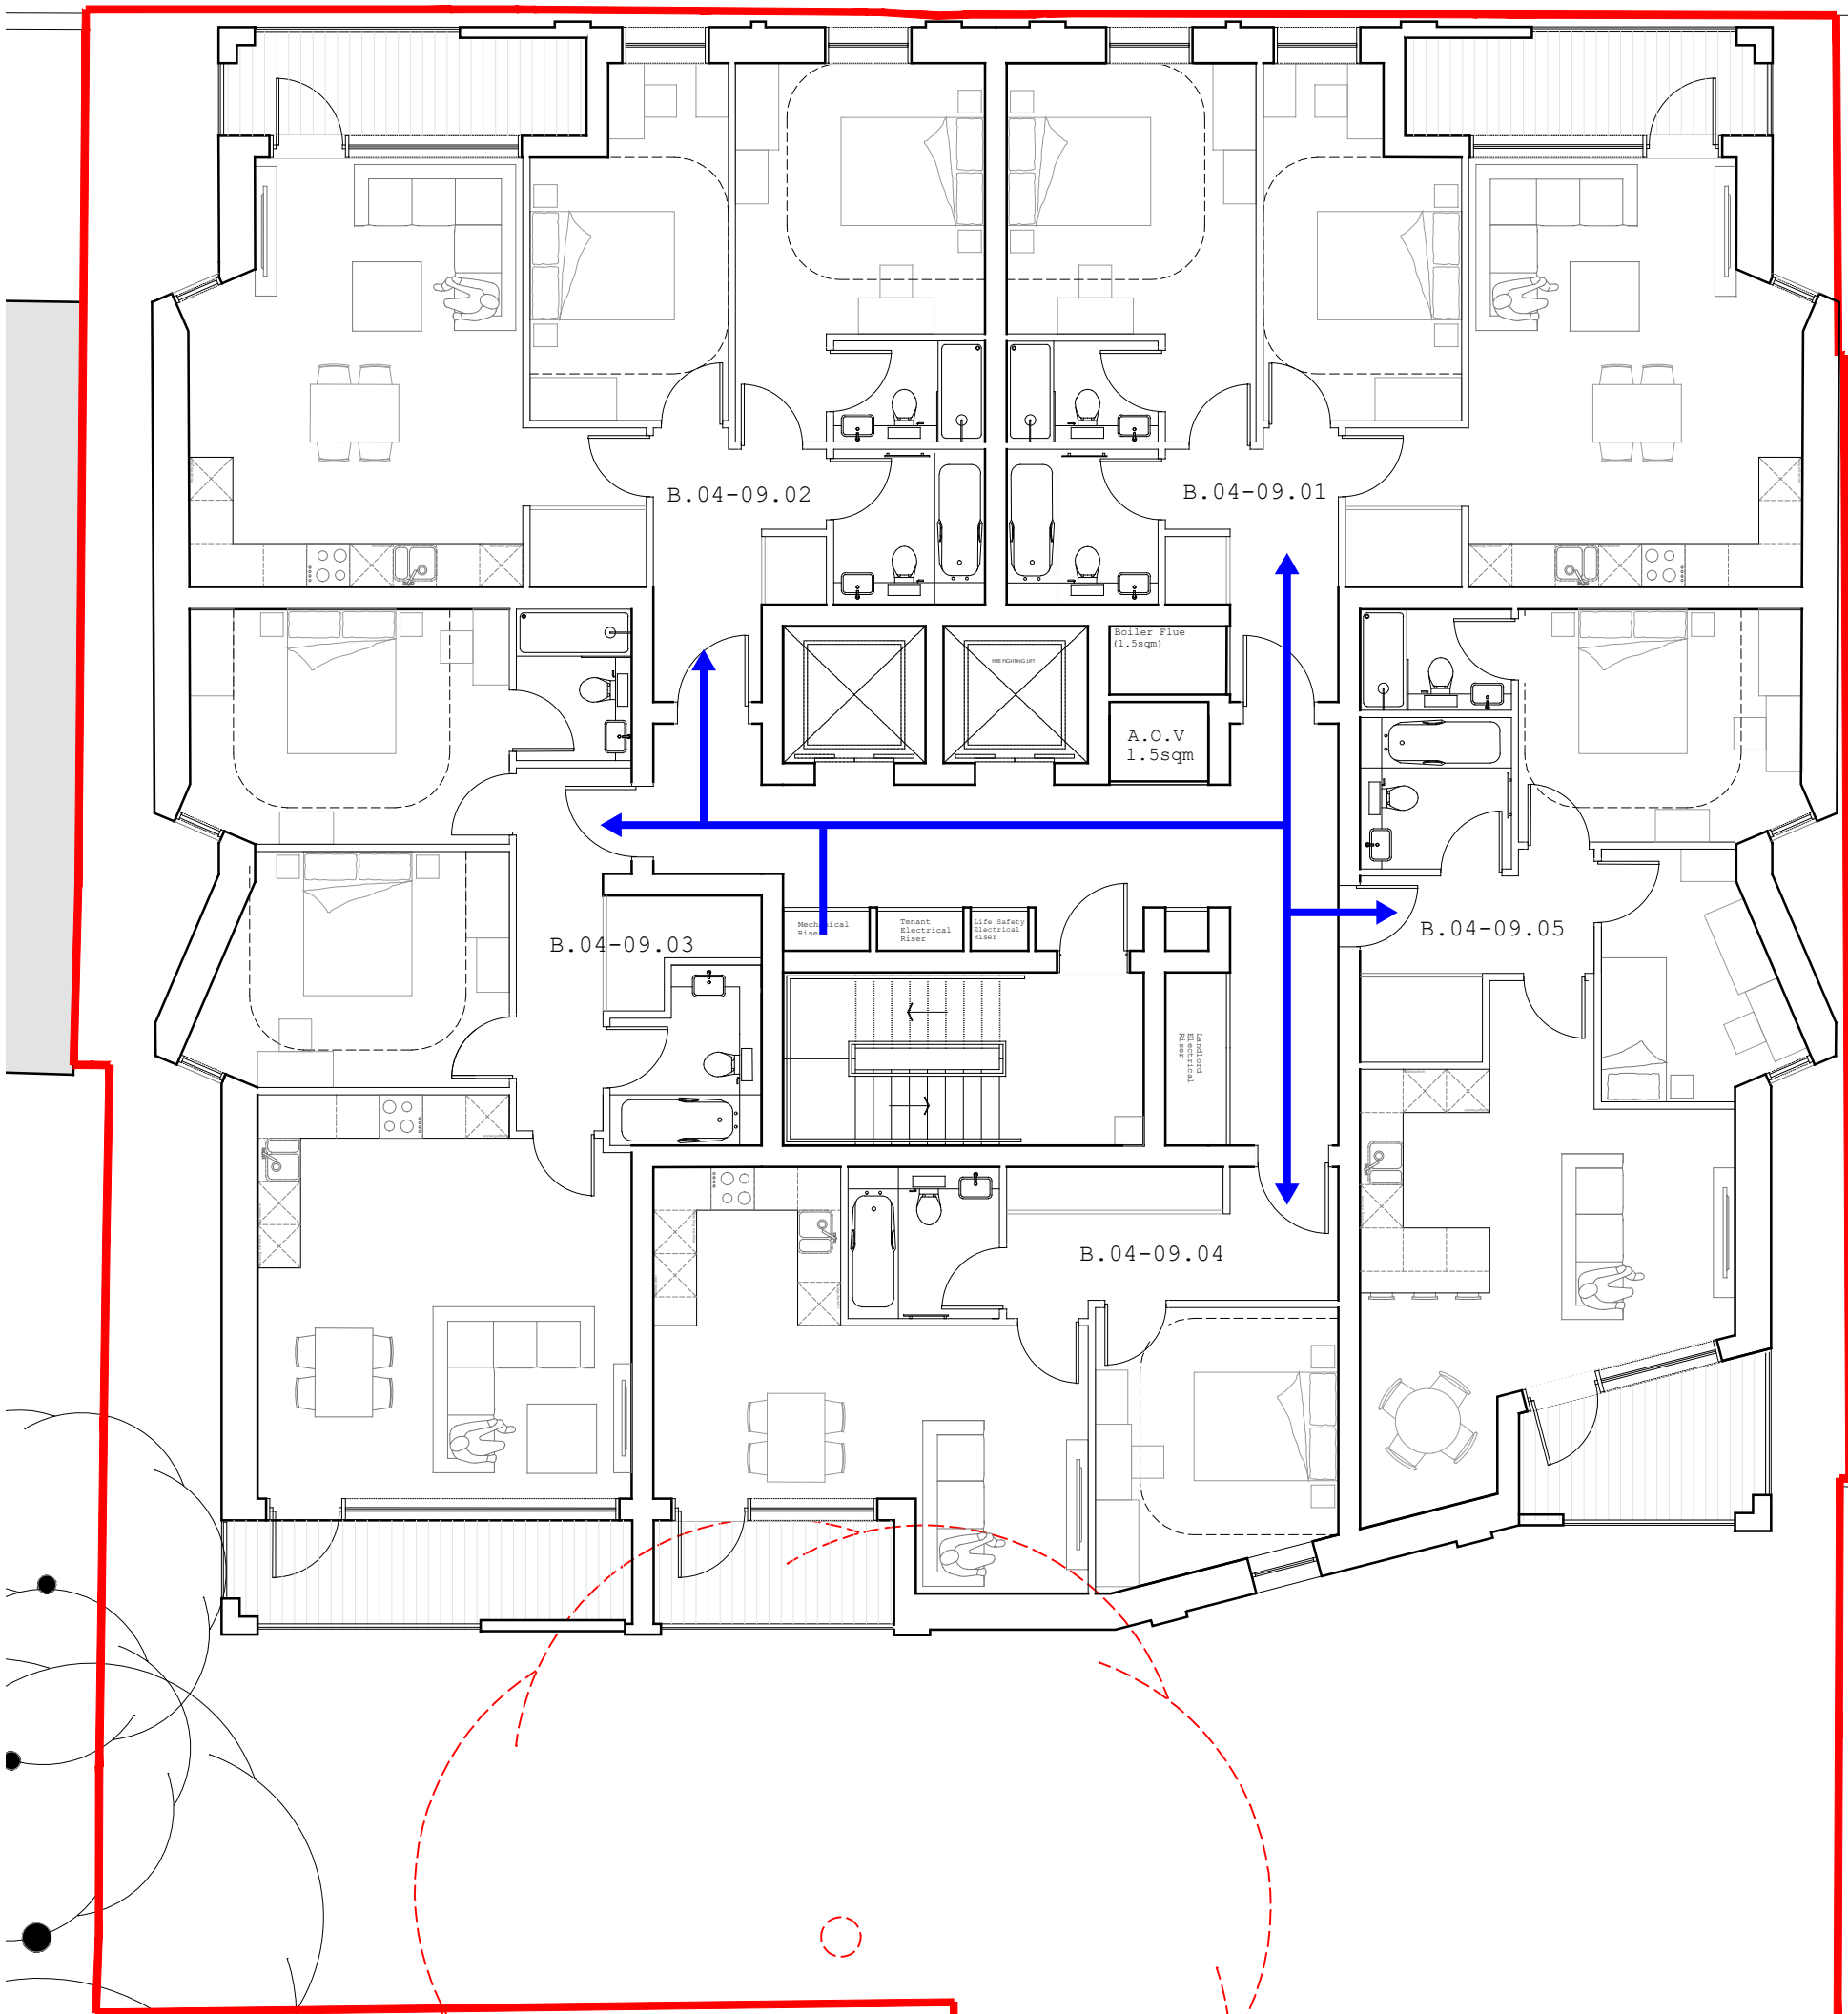 B.04-09.02
B.04-09.01
Boiler Flue
(1.5sqm)
FIRE FIGHTING LIFT
A.O.V
1.5sqm
Mechanical
Riser
Tenant
Electrical
Riser
Life Safety
Electrical
Riser
B.04-09.03
B.04-09.05
Landlord
Electrical
Riser
B.04-09.04